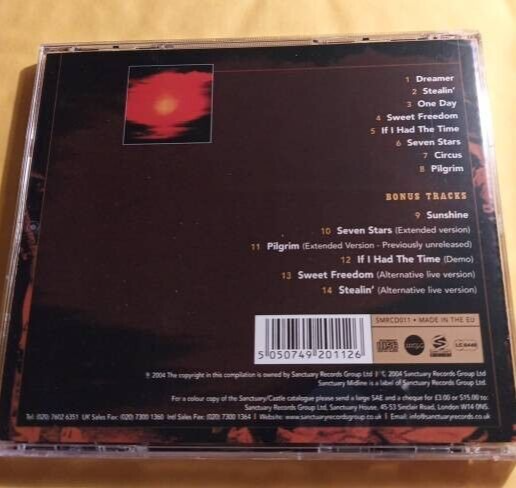 1 Dreamer
2 Stealin'
3 One Day
4 Sweet Freedom
5 If I Had The Time
6 Seven Stars
7 Circus
8 Pilgrim
BONUS TRACKS
9 Sunshine
10 Seven Stars (Extended version)
11 Pilgrim (Extended Version - Previously unreleased)
12 If I Had The Time (Demo)
13 Sweet Freedom (Alternative live version)
14 Stealin' (Alternative live version)
SMRCD011 • MADE IN THE EU
5 050749 201126
℗ 2004 The copyright in this compilation is owned by Sanctuary Records Group Ltd | © 2004 Sanctuary Records Group Ltd
Sanctuary Midline is a label of Sanctuary Records Group Ltd.
For a colour copy of the Sanctuary/Castle catalogue please send a large SAE and a cheque for £3.00 or $15.00 to:
Sanctuary Records Group Ltd, Sanctuary House, 45-53 Sinclair Road, London W14 0NS.
Tel: (020) 7602 6351 UK Sales Fax: (020) 7300 1360 Intl Sales Fax: (020) 7300 1364 | Website: www.sanctuaryrecordsgroup.co.uk | Email: info@sanctuaryrecords.co.uk